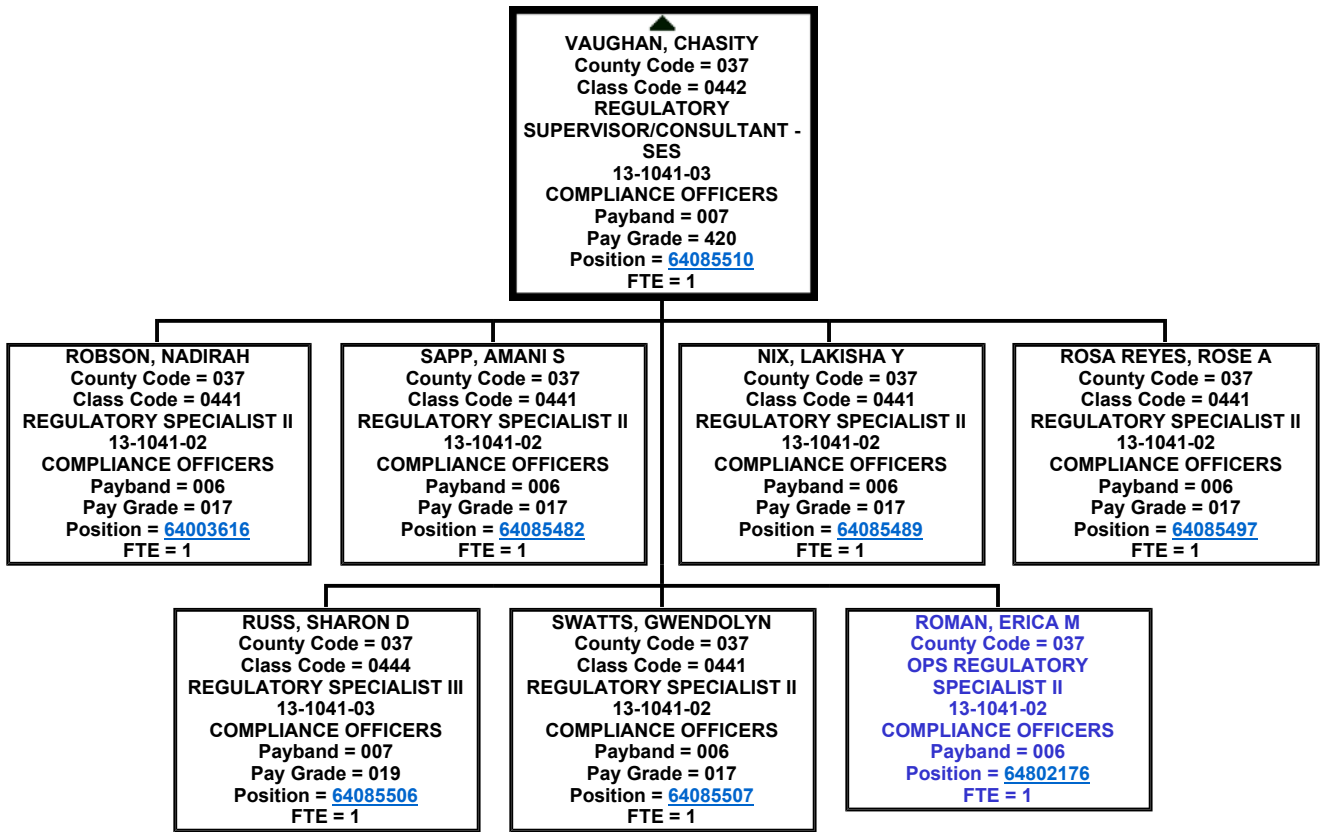 VAUGHAN, CHASITY
County Code = 037
Class Code = 0442
REGULATORY
SUPERVISOR/CONSULTANT -
SES
13-1041-03
COMPLIANCE OFFICERS
Payband = 007
Pay Grade = 420
Position = 64085510
FTE = 1
ROBSON, NADIRAH
County Code = 037
Class Code = 0441
REGULATORY SPECIALIST II
13-1041-02
COMPLIANCE OFFICERS
Payband = 006
Pay Grade = 017
Position = 64003616
FTE = 1
SAPP, AMANI S
County Code = 037
Class Code = 0441
REGULATORY SPECIALIST II
13-1041-02
COMPLIANCE OFFICERS
Payband = 006
Pay Grade = 017
Position = 64085482
FTE = 1
NIX, LAKISHA Y
County Code = 037
Class Code = 0441
REGULATORY SPECIALIST II
13-1041-02
COMPLIANCE OFFICERS
Payband = 006
Pay Grade = 017
Position = 64085489
FTE = 1
ROSA REYES, ROSE A
County Code = 037
Class Code = 0441
REGULATORY SPECIALIST II
13-1041-02
COMPLIANCE OFFICERS
Payband = 006
Pay Grade = 017
Position = 64085497
FTE = 1
RUSS, SHARON D
County Code = 037
Class Code = 0444
REGULATORY SPECIALIST III
13-1041-03
COMPLIANCE OFFICERS
Payband = 007
Pay Grade = 019
Position = 64085506
FTE = 1
SWATTS, GWENDOLYN
County Code = 037
Class Code = 0441
REGULATORY SPECIALIST II
13-1041-02
COMPLIANCE OFFICERS
Payband = 006
Pay Grade = 017
Position = 64085507
FTE = 1
ROMAN, ERICA M
County Code = 037
OPS REGULATORY
SPECIALIST II
13-1041-02
COMPLIANCE OFFICERS
Payband = 006
Position = 64802176
FTE = 1